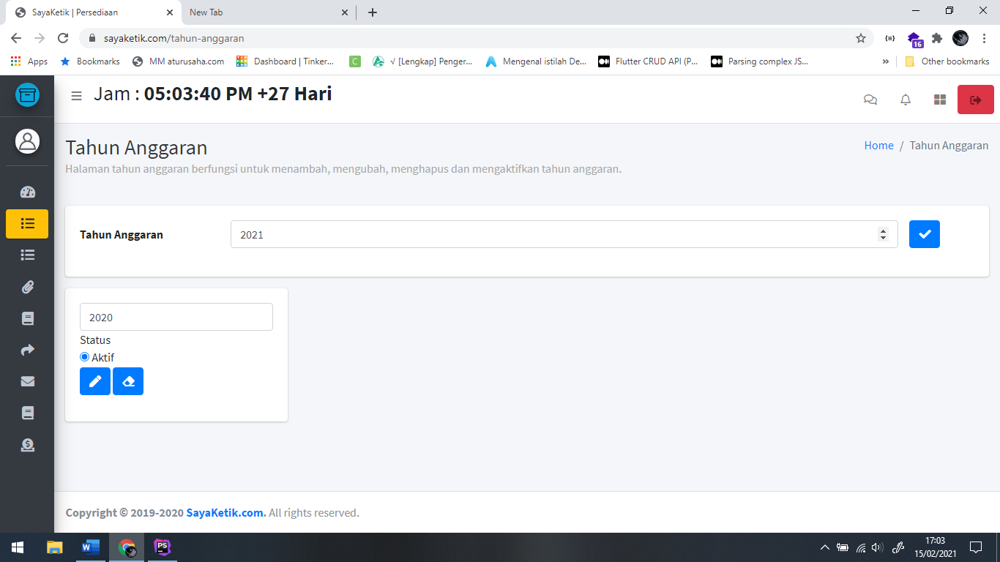 SayaKetik | Persediaan
New Tab
sayaketik.com/tahun-anggaran
16
Apps
Bookmarks
MM aturusaha.com
Dashboard | Tinker...
C
√ [Lengkap] Penger...
Mengenal istilah De...
Flutter CRUD API (P...
Parsing complex JS...
»
Other bookmarks
Jam : 05:03:40 PM +27 Hari
Tahun Anggaran
Home / Tahun Anggaran
Halaman tahun anggaran berfungsi untuk menambah, mengubah, menghapus dan mengaktifkan tahun anggaran.
Tahun Anggaran
2021
2020
Status
Aktif
Copyright © 2019-2020 SayaKetik.com. All rights reserved.
W
PS
17:03
15/02/2021